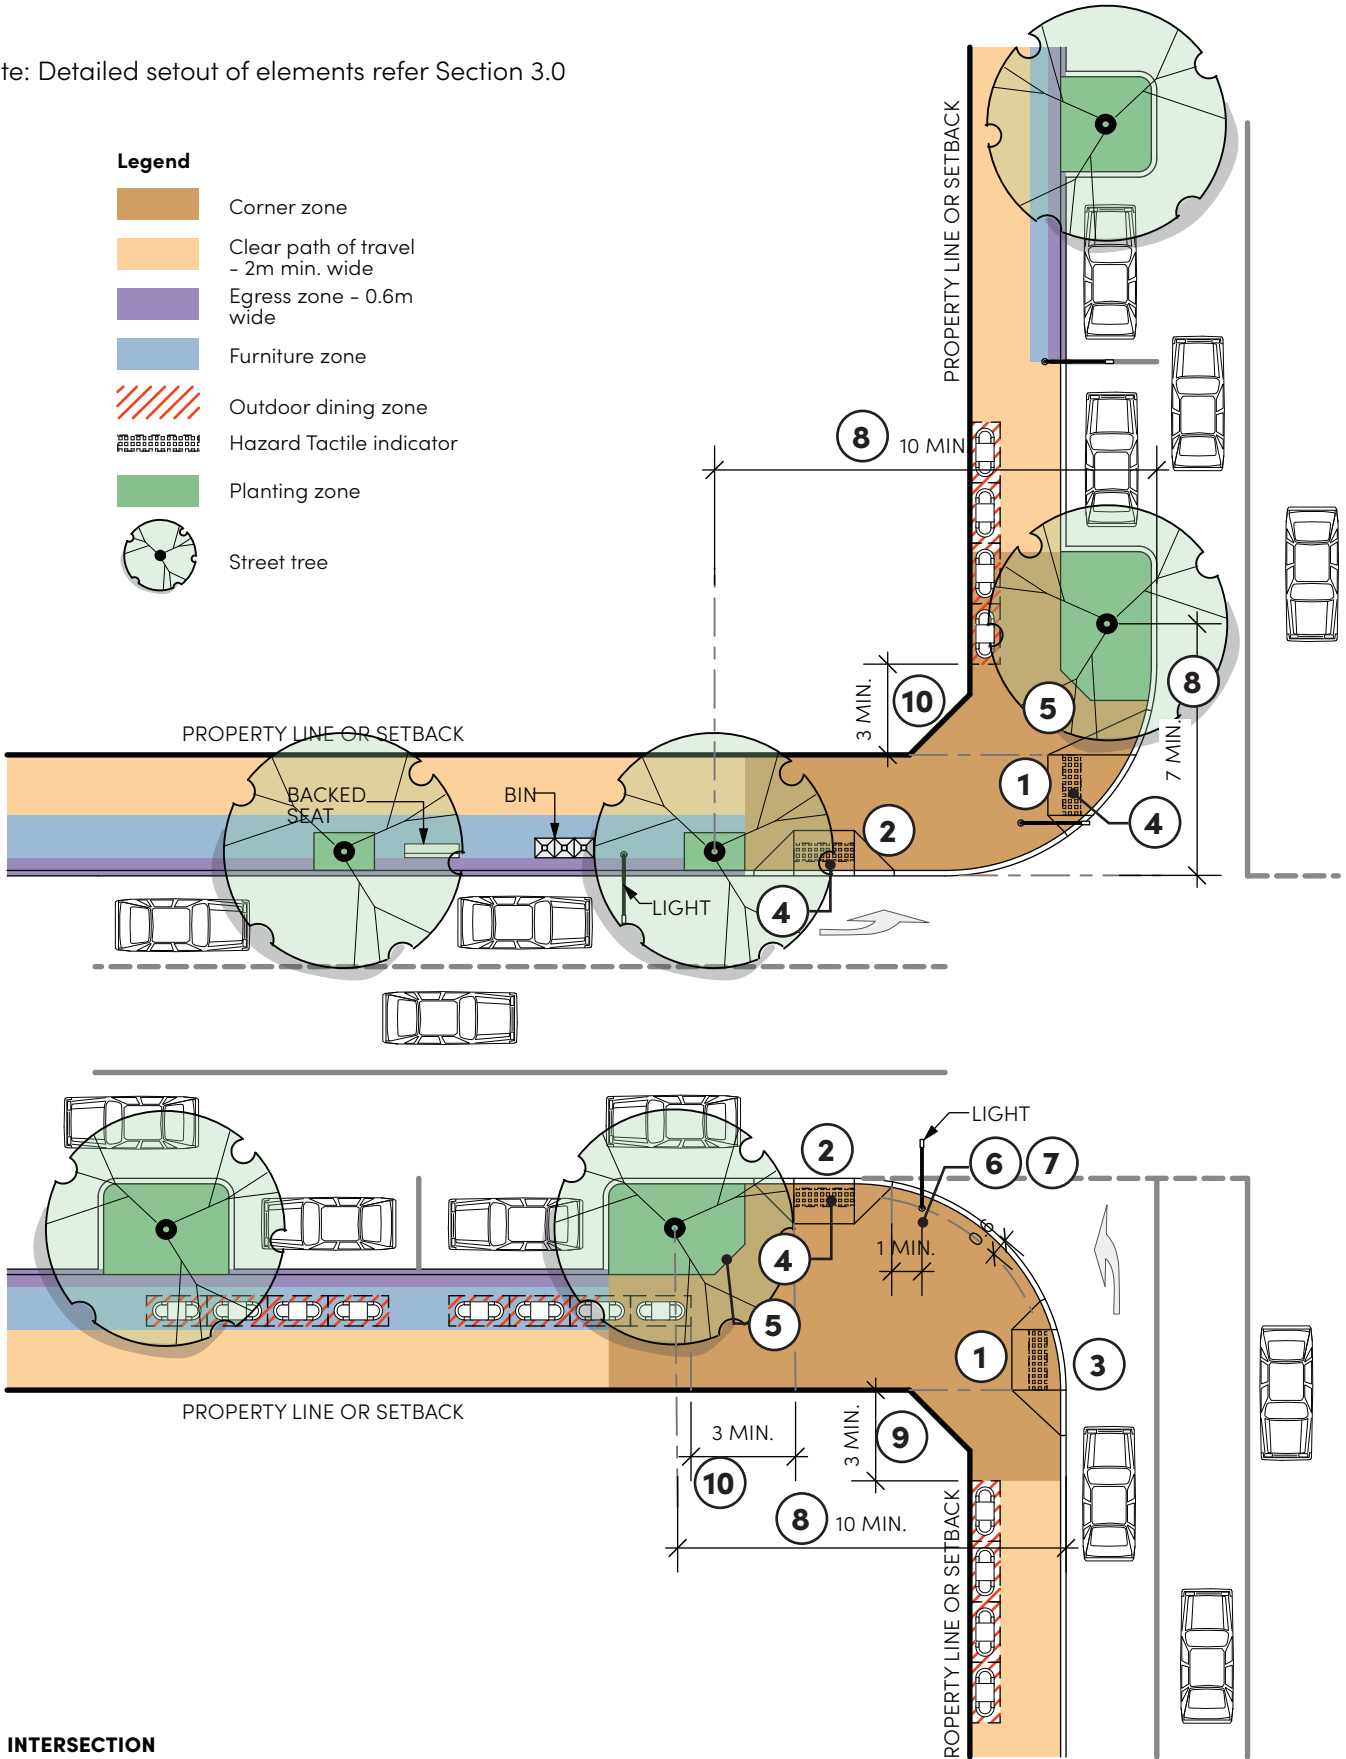 te: Detailed setout of elements refer Section 3.0
Legend
Corner zone
Clear path of travel
- 2m min. wide
Egress zone - 0.6m
wide
Furniture zone
Outdoor dining zone
Hazard Tactile indicator
Planting zone
Street tree
PROPERTY LINE OR SETBACK
8
10 MIN.
10
3 MIN.
5
8
7 MIN.
PROPERTY LINE OR SETBACK
BACKED
SEAT
BIN
1
4
2
LIGHT
4
LIGHT
2
6
7
4
1 MIN.
0.6
5
1
3
PROPERTY LINE OR SETBACK
3 MIN.
3 MIN.
9
10
8
10 MIN.
ROPERTY LINE OR SETBACK
INTERSECTION